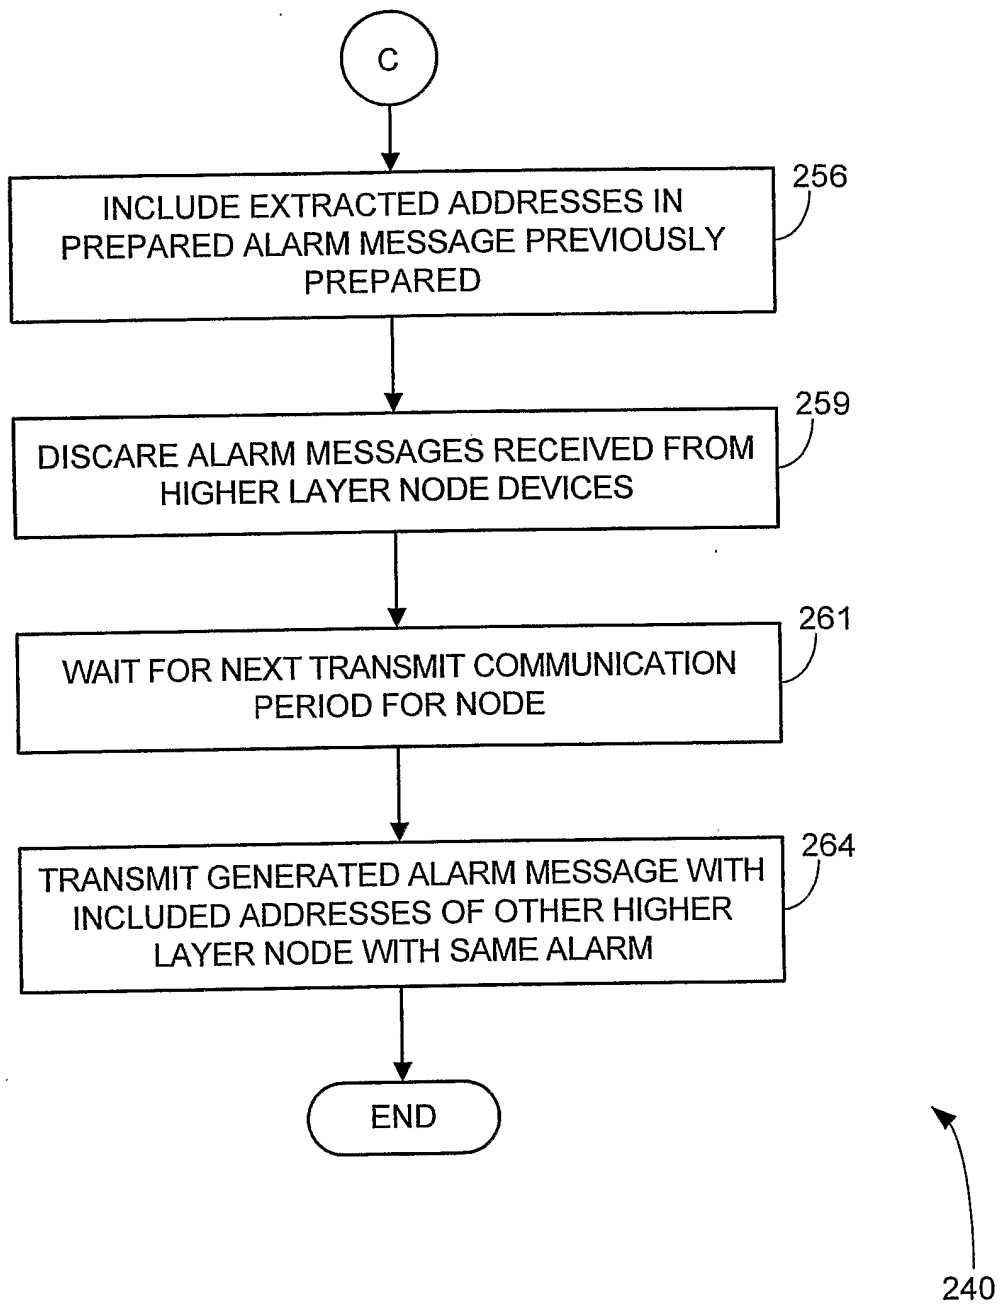 C
256
INCLUDE EXTRACTED ADDRESSES IN
PREPARED ALARM MESSAGE PREVIOUSLY
PREPARED
259
DISCARE ALARM MESSAGES RECEIVED FROM
HIGHER LAYER NODE DEVICES
261
WAIT FOR NEXT TRANSMIT COMMUNICATION
PERIOD FOR NODE
264
TRANSMIT GENERATED ALARM MESSAGE WITH
INCLUDED ADDRESSES OF OTHER HIGHER
LAYER NODE WITH SAME ALARM
END
240